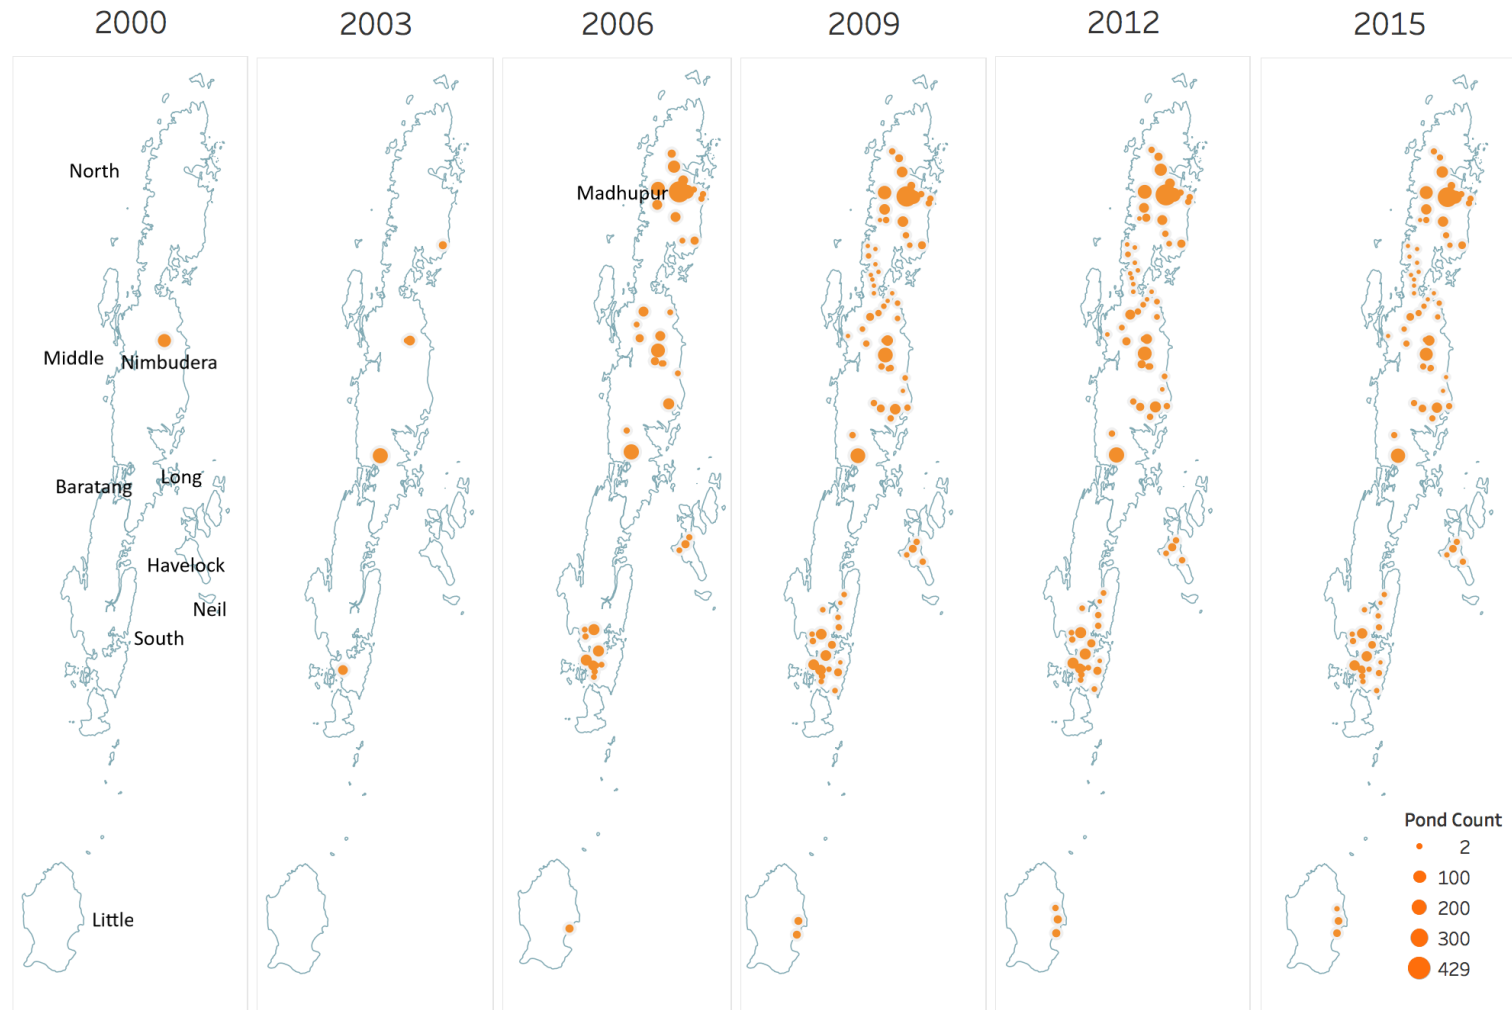 2000
2003
2006
2009
2012
2015
North
Madhupur
Middle
Nimbudera
Long
Baratang
Havelock
Neil
South
Little
Pond Count
2
100
200
300
429